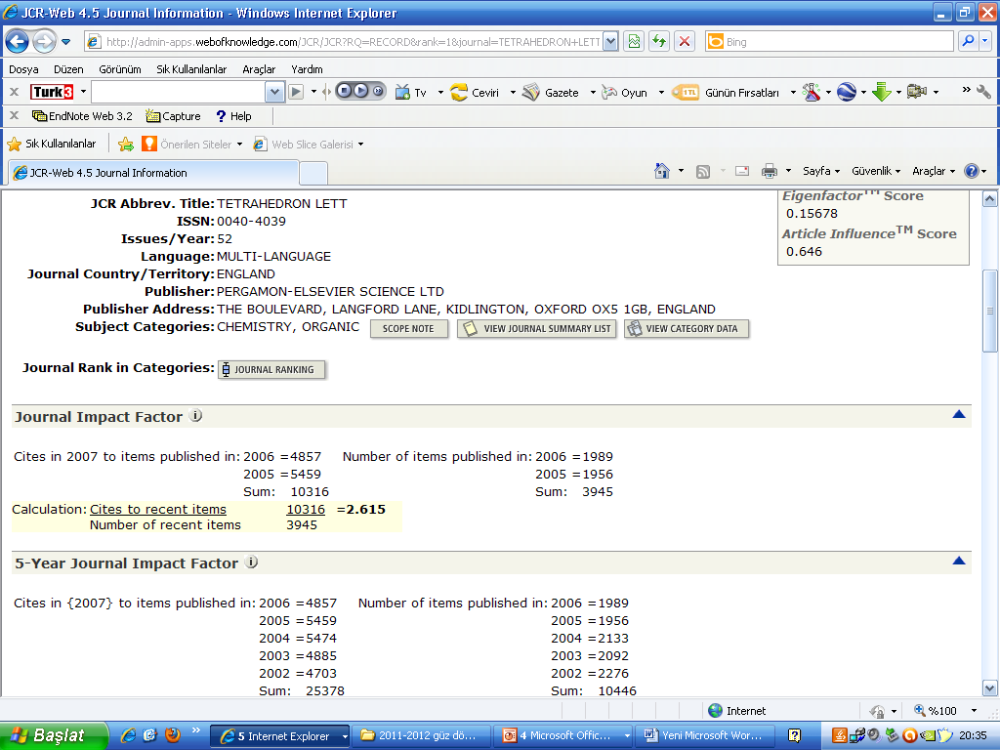 JCR-Web 4.5 Journal Information - Windows Internet Explorer
http://admin-apps.webofknowledge.com/JCR/JCR?RQ=RECORD&rank=1&journal=TETRAHEDRON+LETT
Bing
Dosya Düzen Görünüm Sık Kullanılanlar Araçlar Yardım
Turk3 Tv Çeviri Gazete Oyun Günün Fırsatları
EndNote Web 3.2 Capture ? Help
Sık Kullanılanlar Önerilen Siteler Web Slice Galerisi
JCR-Web 4.5 Journal Information Sayfa Güvenlik Araçlar
Eigenfactor™ Score
0.15678
Article Influence™ Score
0.646
JCR Abbrev. Title: TETRAHEDRON LETT
ISSN: 0040-4039
Issues/Year: 52
Language: MULTI-LANGUAGE
Journal Country/Territory: ENGLAND
Publisher: PERGAMON-ELSEVIER SCIENCE LTD
Publisher Address: THE BOULEVARD, LANGFORD LANE, KIDLINGTON, OXFORD OX5 1GB, ENGLAND
Subject Categories: CHEMISTRY, ORGANIC SCOPE NOTE VIEW JOURNAL SUMMARY LIST VIEW CATEGORY DATA
Journal Rank in Categories: JOURNAL RANKING
Journal Impact Factor i
Cites in 2007 to items published in: 2006 =4857 Number of items published in: 2006 =1989
2005 =5459 2005 =1956
Sum: 10316 Sum: 3945
Calculation: Cites to recent items 10316 =2.615
Number of recent items 3945
5-Year Journal Impact Factor i
Cites in {2007} to items published in: 2006 =4857 Number of items published in: 2006 =1989
2005 =5459 2005 =1956
2004 =5474 2004 =2133
2003 =4885 2003 =2092
2002 =4703 2002 =2276
Sum: 25378 Sum: 10446
Internet %100
Başlat 5 Internet Explorer 2011-2012 güz dö... 4 Microsoft Offic... Yeni Microsoft Wor... 20:35